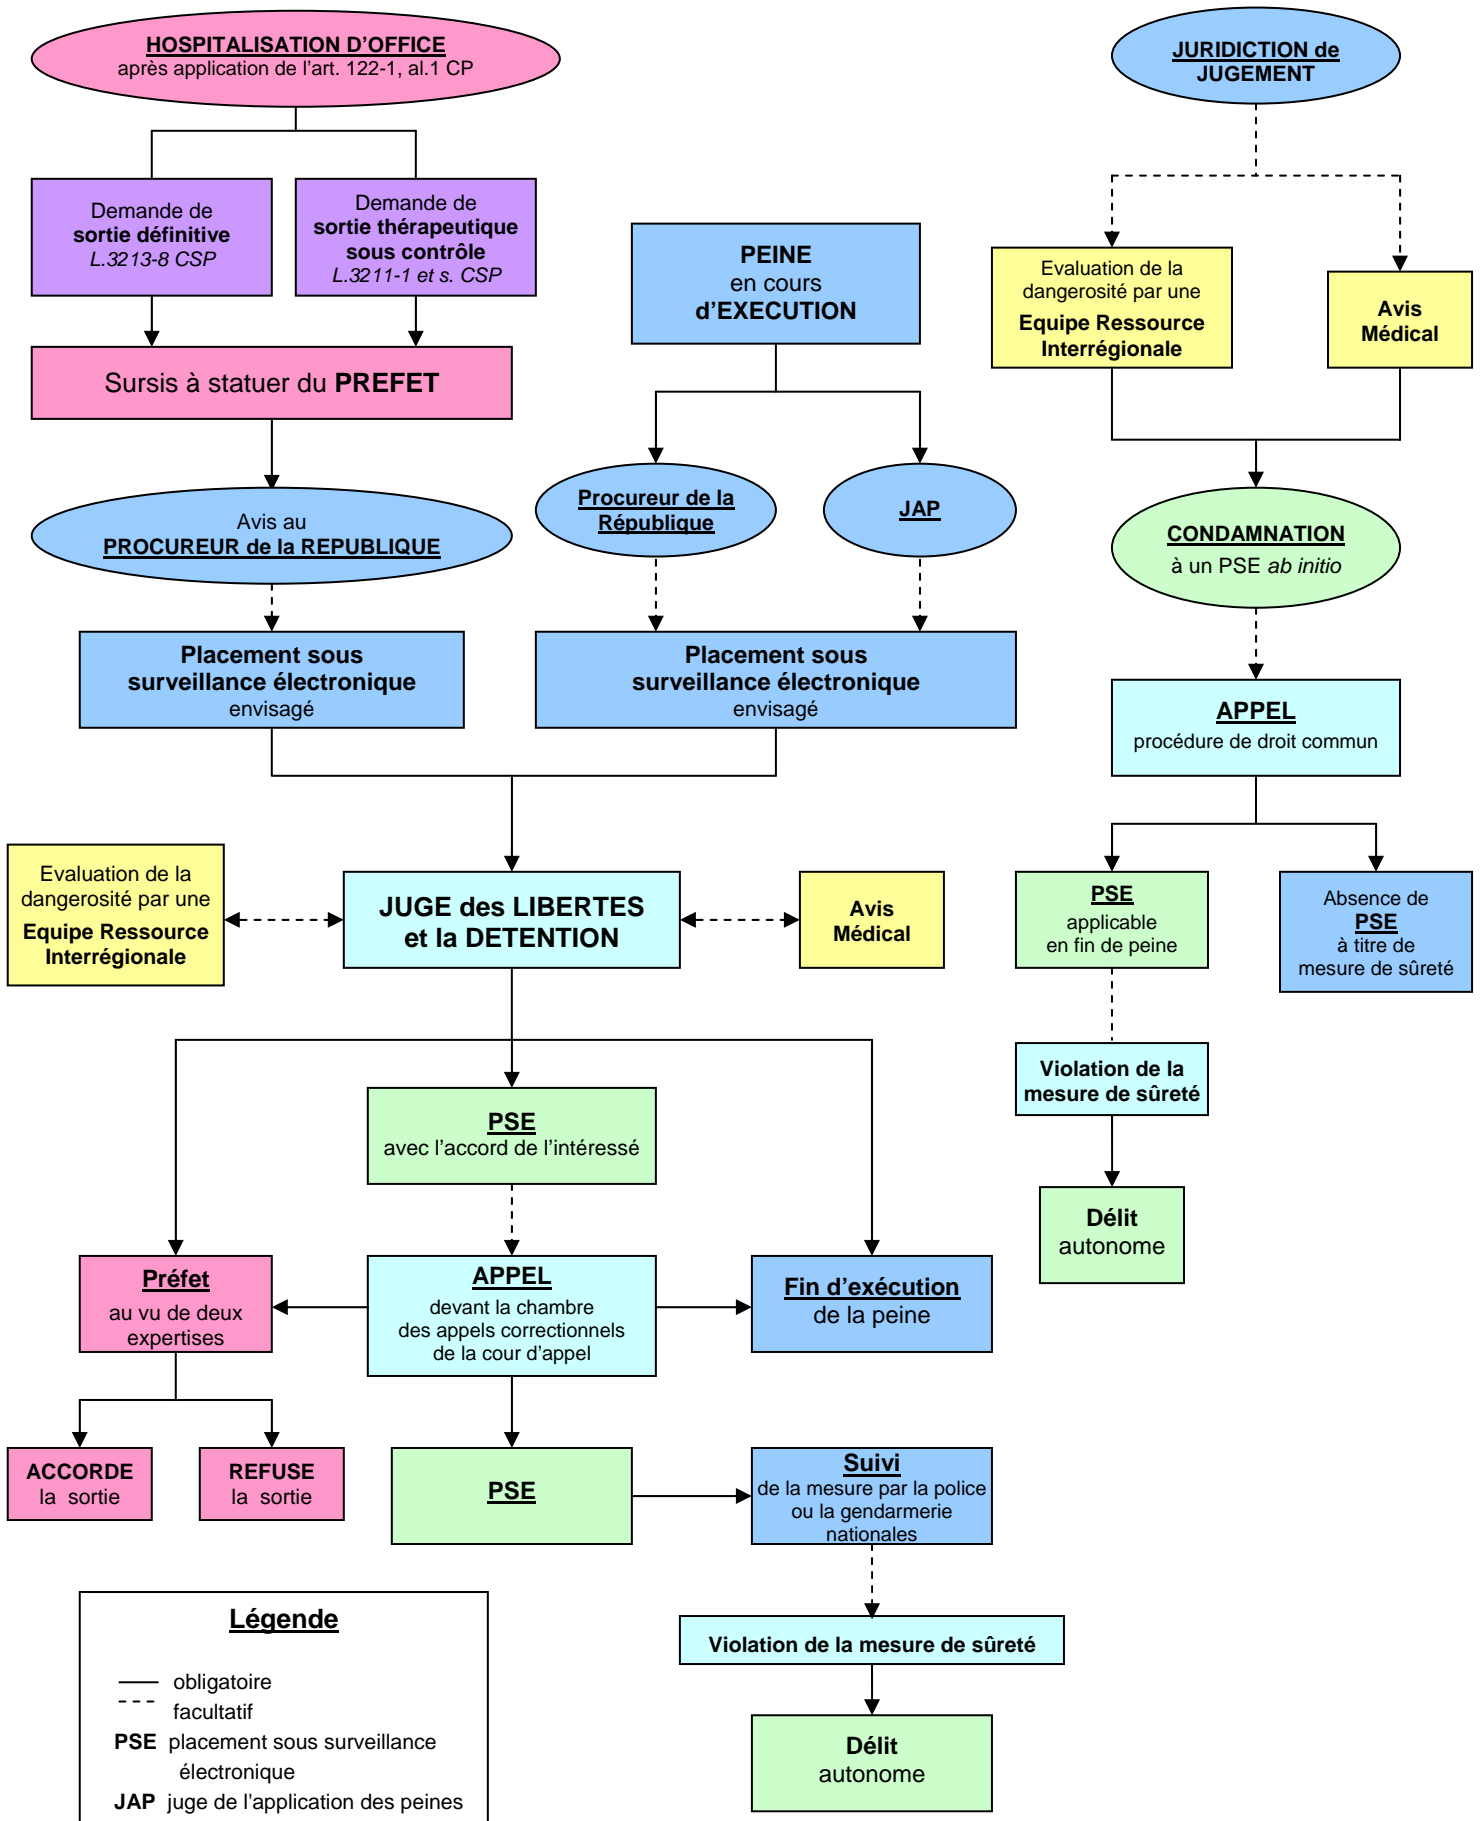 HOSPITALISATION D'OFFICE
après application de l'art. 122-1, al.1 CP
JURIDICTION de
JUGEMENT
Demande de
sortie définitive
L.3213-8 CSP
Demande de
sortie thérapeutique
sous contrôle
L.3211-1 et s. CSP
PEINE
en cours
d'EXECUTION
Evaluation de la
dangerosité par une
Equipe Ressource
Interrégionale
Avis
Médical
Sursis à statuer du PREFET
Avis au
PROCUREUR de la REPUBLIQUE
Procureur de la
République
JAP
CONDAMNATION
à un PSE ab initio
Placement sous
surveillance électronique
envisagé
Placement sous
surveillance électronique
envisagé
APPEL
procédure de droit commun
Evaluation de la
dangerosité par une
Equipe Ressource
Interrégionale
JUGE des LIBERTES
et la DETENTION
Avis
Médical
PSE
applicable
en fin de peine
Absence de
PSE
à titre de
mesure de sûreté
Violation de la
mesure de sûreté
PSE
avec l'accord de l'intéressé
Délit
autonome
Préfet
au vu de deux
expertises
APPEL
devant la chambre
des appels correctionnels
de la cour d'appel
Fin d'exécution
de la peine
ACCORDE
la sortie
REFUSE
la sortie
PSE
Suivi
de la mesure par la police
ou la gendarmerie
nationales
Violation de la mesure de sûreté
Délit
autonome
Légende
obligatoire
facultatif
PSE placement sous surveillance
électronique
JAP juge de l'application des peines